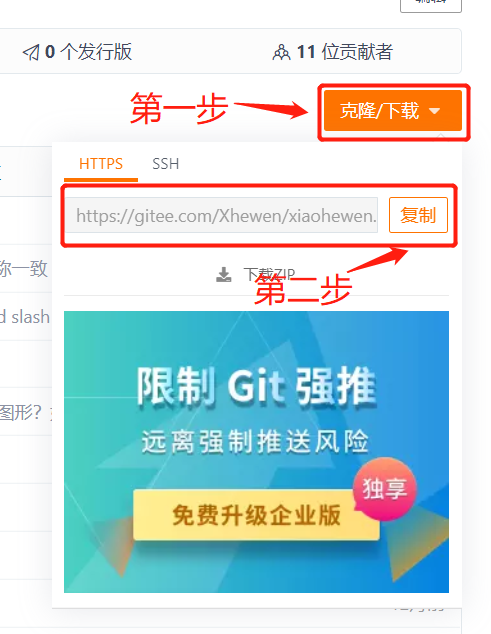 0 个发行版
11 位贡献者
第一步
克隆/下载
HTTPS
SSH
https://gitee.com/Xhewen/xiaohewen.
复制
你一致
下载ZIP
第二步
d slash
限制 Git 强推
远离强制推送风险
图形？
独享
免费升级企业版